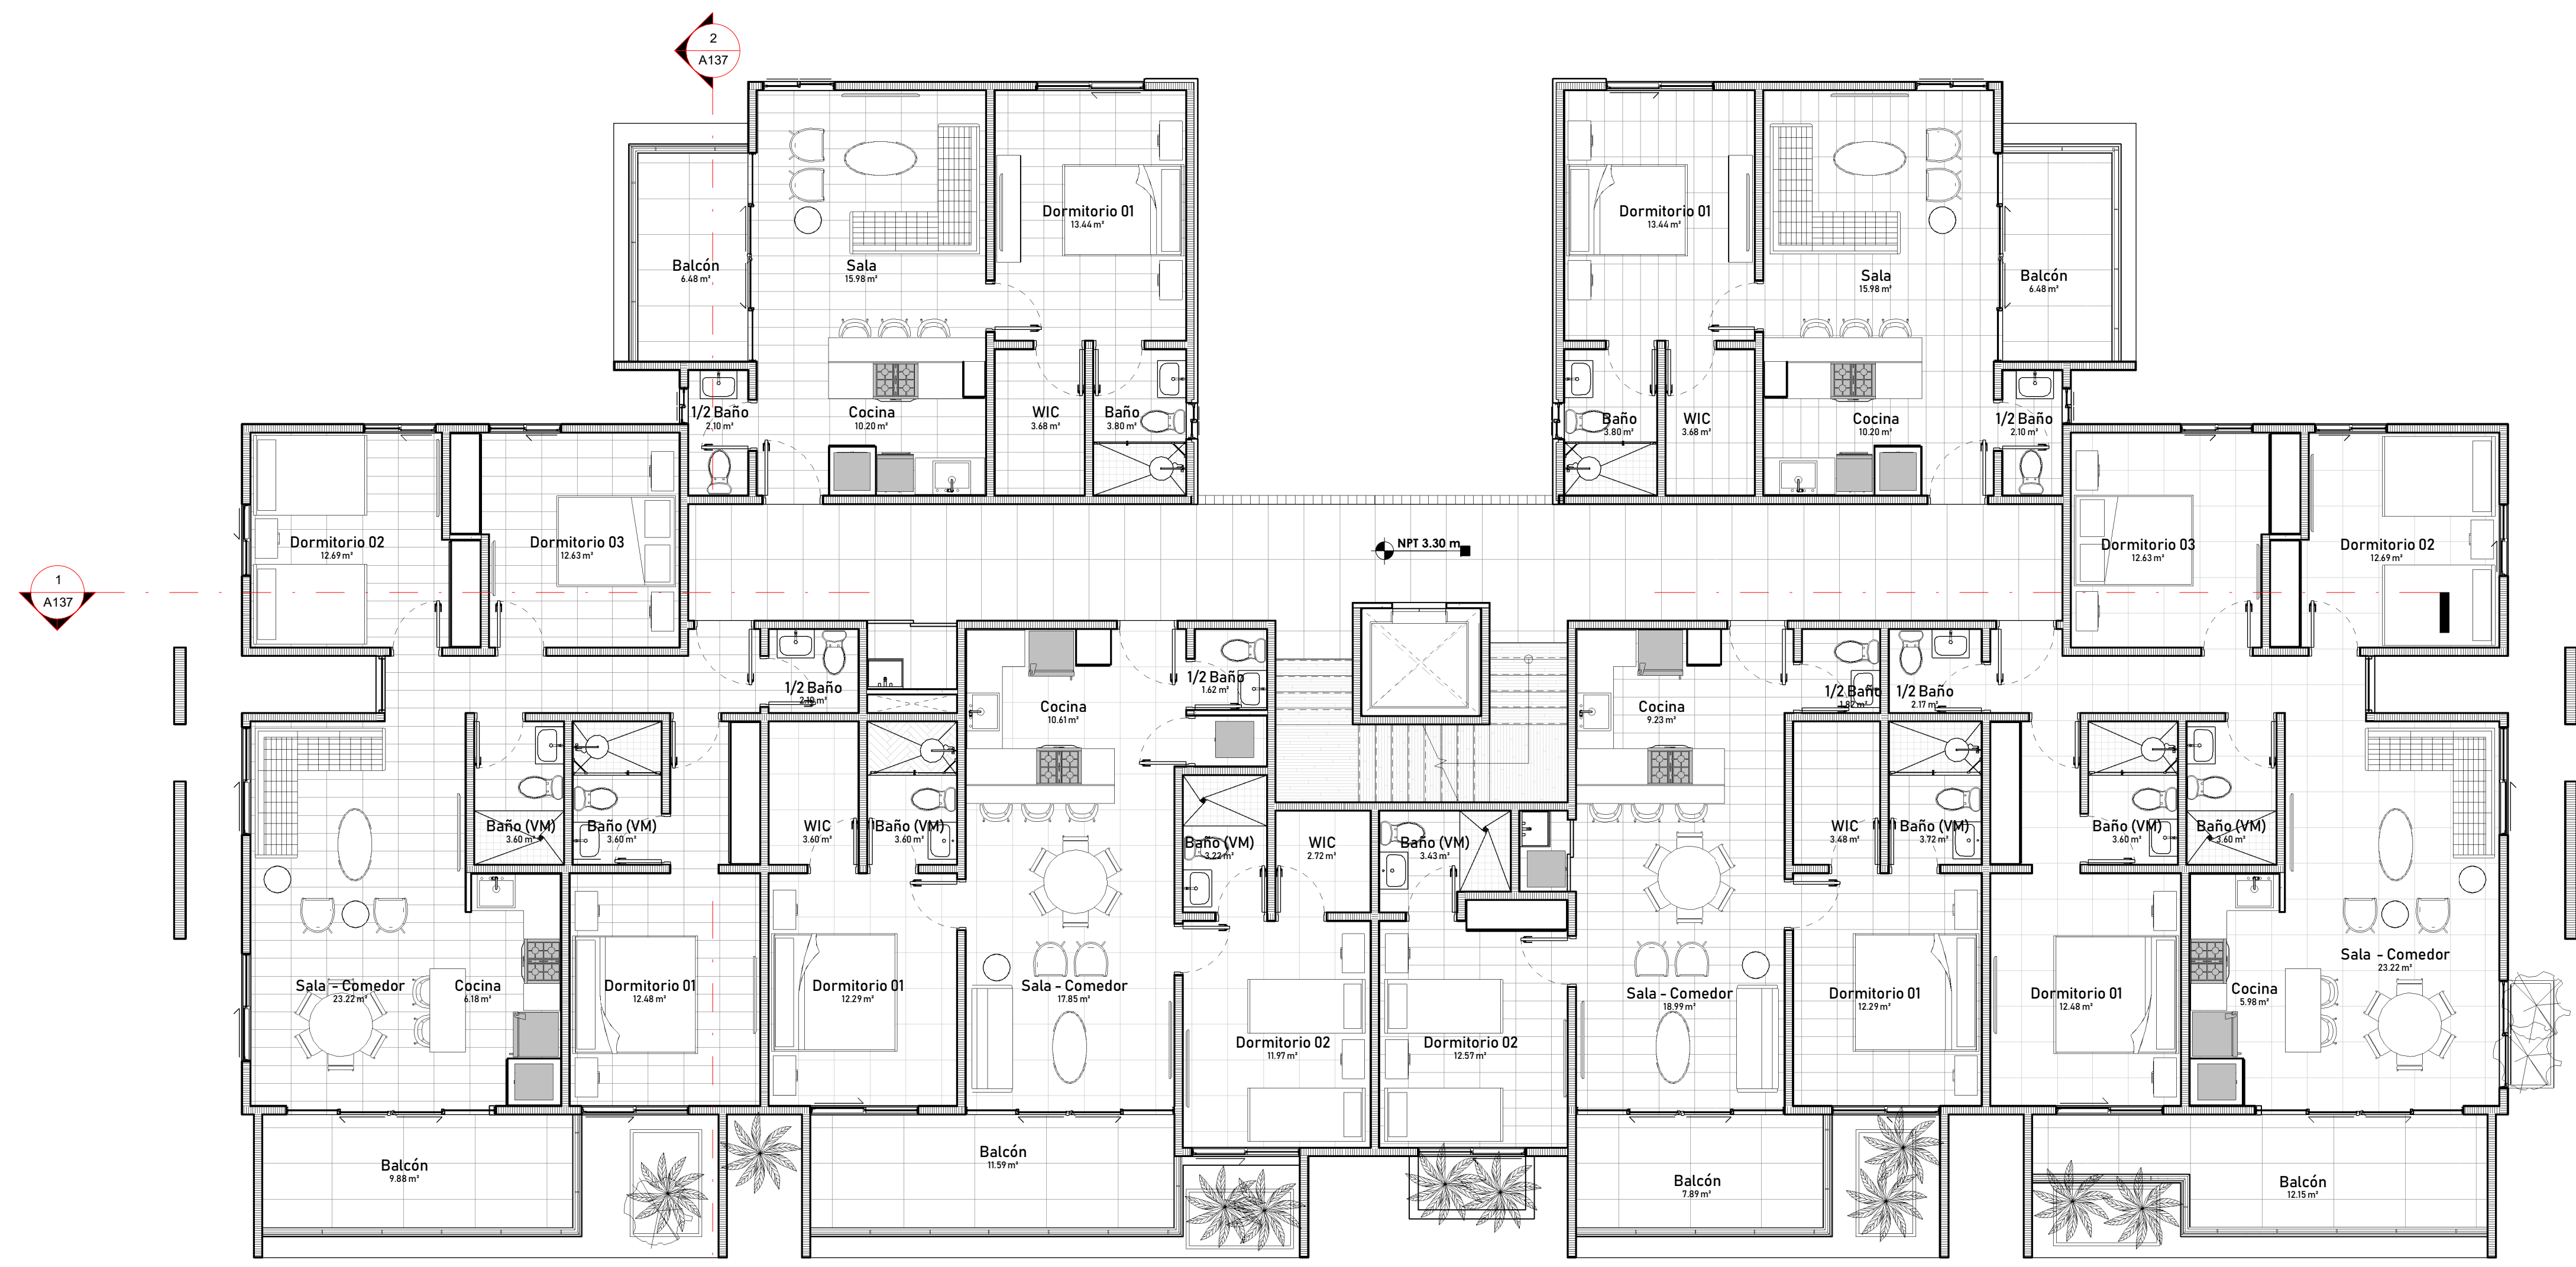 2
A137
Dormitorio 01
13.44 m²
Dormitorio 01
13.44 m²
Balcón
6.48 m²
Sala
15.98 m²
Sala
15.98 m²
Balcón
6.48 m²
1/2 Baño
2.10 m²
Cocina
10.20 m²
WIC
3.68 m²
Baño
3.80 m²
Baño
3.80 m²
WIC
3.68 m²
Cocina
10.20 m²
1/2 Baño
2.10 m²
Dormitorio 02
12.69 m²
Dormitorio 03
12.63 m²
NPT 3.30 m
Dormitorio 03
12.63 m²
Dormitorio 02
12.69 m²
1
A137
1/2 Baño
2.10 m²
Cocina
10.61 m²
1/2 Baño
1.62 m²
Cocina
9.23 m²
1/2 Baño
1/2 Baño
2.17 m²
Baño (VM)
3.60 m²
Baño (VM)
3.60 m²
WIC
3.60 m²
Baño (VM)
3.60 m²
Baño (VM)
3.22 m²
WIC
2.72 m²
Baño (VM)
3.43 m²
WIC
3.48 m²
Baño (VM)
3.72 m²
Baño (VM)
3.60 m²
Baño (VM)
3.60 m²
Sala - Comedor
23.22 m²
Cocina
6.18 m²
Dormitorio 01
12.48 m²
Dormitorio 01
12.29 m²
Sala - Comedor
17.85 m²
Dormitorio 02
11.97 m²
Dormitorio 02
12.57 m²
Sala - Comedor
18.99 m²
Dormitorio 01
12.29 m²
Dormitorio 01
12.48 m²
Cocina
5.98 m²
Sala - Comedor
23.22 m²
Balcón
9.88 m²
Balcón
11.59 m²
Balcón
7.89 m²
Balcón
12.15 m²